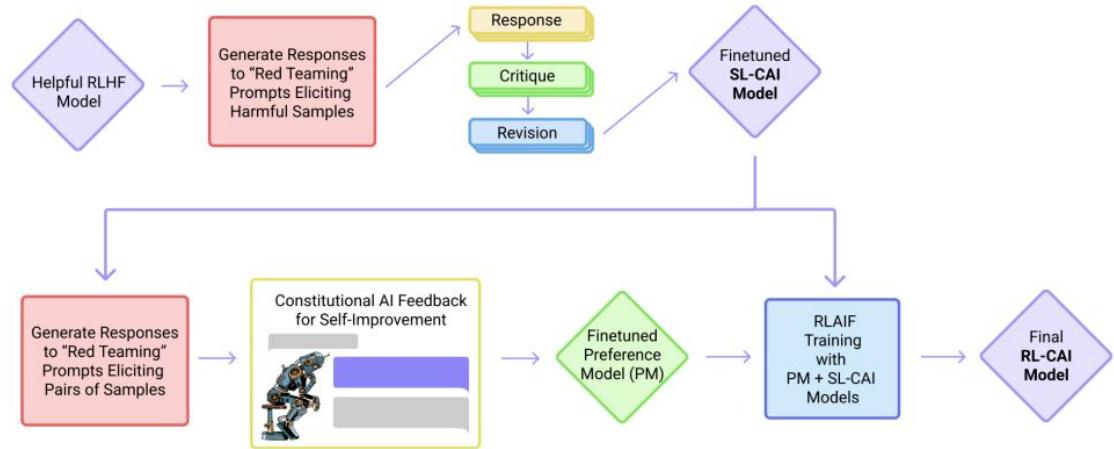 Helpful RLHF
Model
Generate Responses
to “Red Teaming”
Prompts Eliciting
Harmful Samples
Response
Critique
Revision
Finetuned
SL-CAI
Model
Generate Responses
to “Red Teaming”
Prompts Eliciting
Pairs of Samples
Constitutional AI Feedback
for Self-Improvement
Finetuned
Preference
Model (PM)
RLAIF
Training
with
PM + SL-CAI
Models
Final
RL-CAI
Model